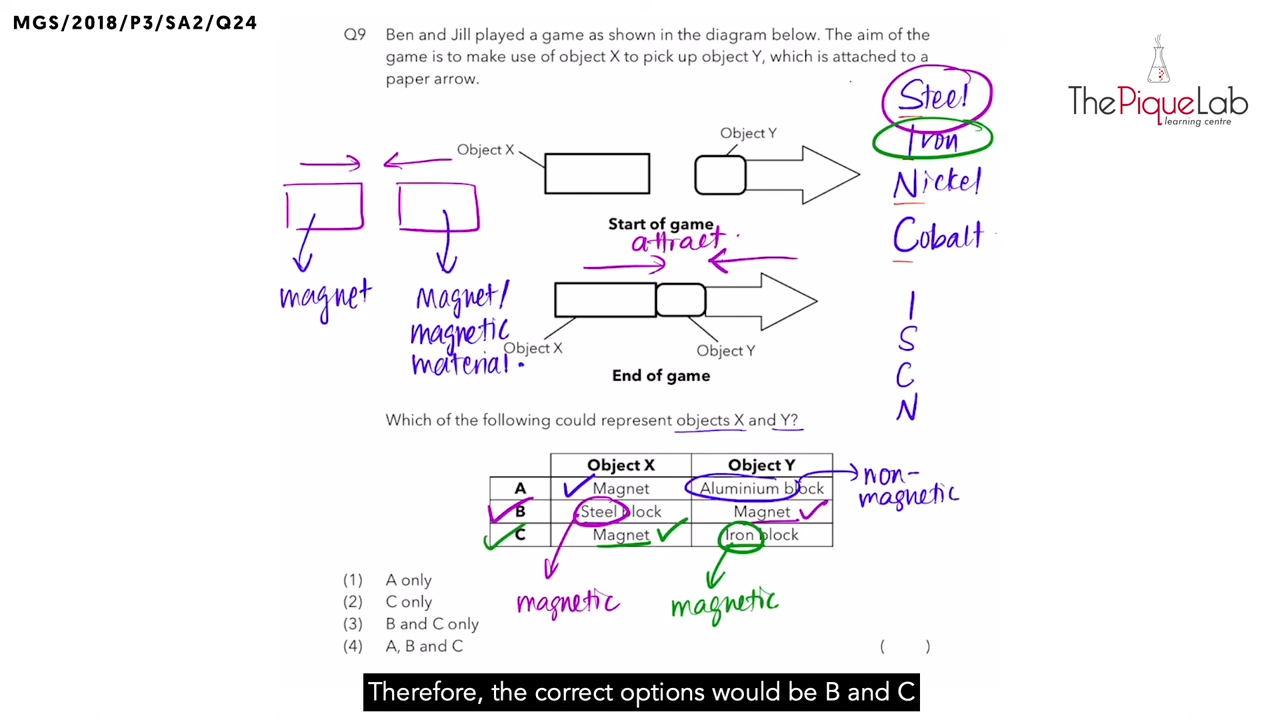 MGS/2018/P3/SA2/Q24
Q9 Ben and Jill played a game as shown in the diagram below. The aim of the
game is to make use of object X to pick up object Y, which is attached to a
paper arrow.
ThePiqueLab
learning centre
Steel
Iron
Nickel
Cobalt
I
S
C
N
Object X
Object Y
Start of game
attract.
magnet
Magnet/
magnetic
material.
Object X
Object Y
End of game
Which of the following could represent objects X and Y?
Object X Object Y
A Magnet Aluminium block
B Steel block Magnet
C Magnet Iron block
non-
magnetic
magnetic
magnetic
(1) A only
(2) C only
(3) B and C only
(4) A, B and C ( )
Therefore, the correct options would be B and C